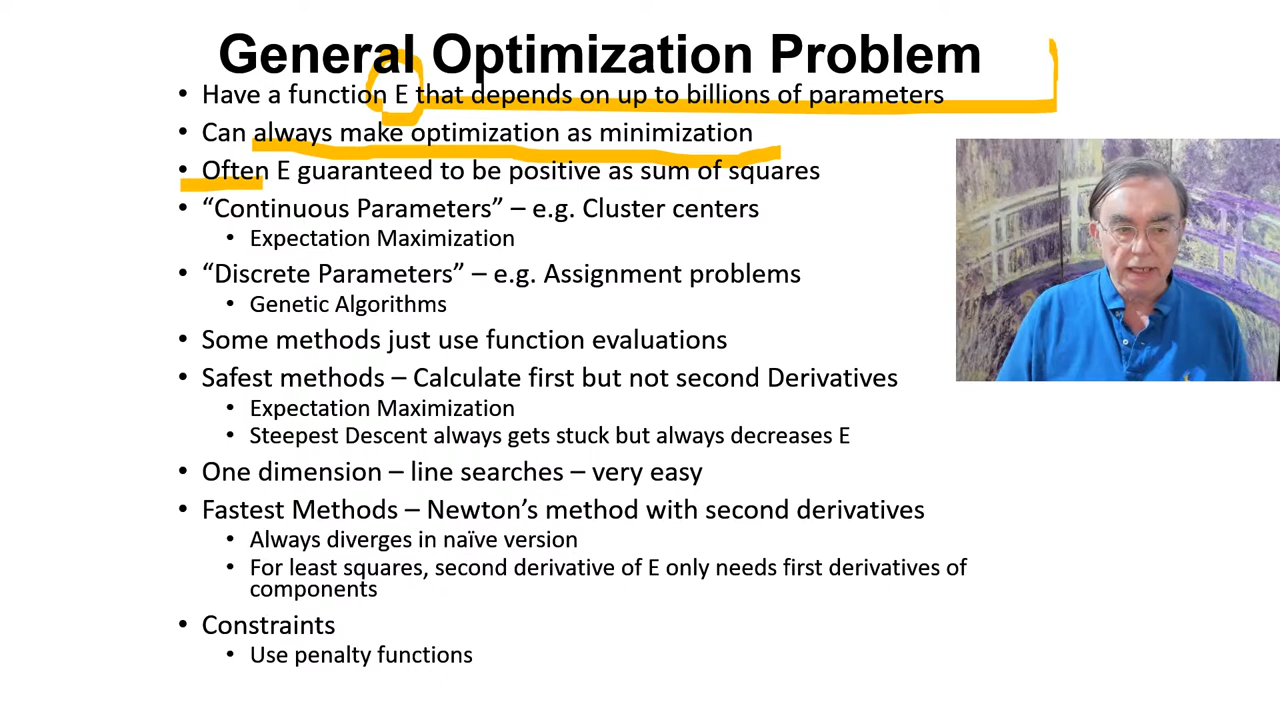 General Optimization Problem
• Have a function E that depends on up to billions of parameters
• Can always make optimization as minimization
• Often E guaranteed to be positive as sum of squares
• “Continuous Parameters” – e.g. Cluster centers
• Expectation Maximization
• “Discrete Parameters” – e.g. Assignment problems
• Genetic Algorithms
• Some methods just use function evaluations
• Safest methods – Calculate first but not second Derivatives
• Expectation Maximization
• Steepest Descent always gets stuck but always decreases E
• One dimension – line searches – very easy
• Fastest Methods – Newton’s method with second derivatives
• Always diverges in naïve version
• For least squares, second derivative of E only needs first derivatives of
components
• Constraints
• Use penalty functions